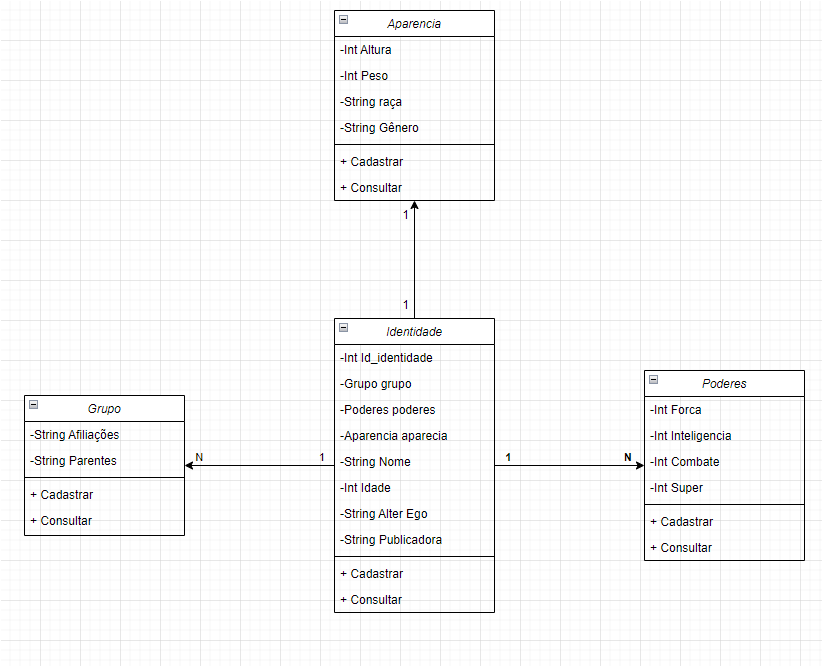 Aparencia
-Int Altura
-Int Peso
-String raça
-String Gênero
+ Cadastrar
+ Consultar
1
1
Identidade
-Int Id_identidade
-Grupo grupo
-Poderes poderes
-Aparencia aparecia
-String Nome
-Int Idade
-String Alter Ego
-String Publicadora
+ Cadastrar
+ Consultar
Grupo
-String Afiliações
-String Parentes
+ Cadastrar
+ Consultar
N
1
1
N
Poderes
-Int Forca
-Int Inteligencia
-Int Combate
-Int Super
+ Cadastrar
+ Consultar